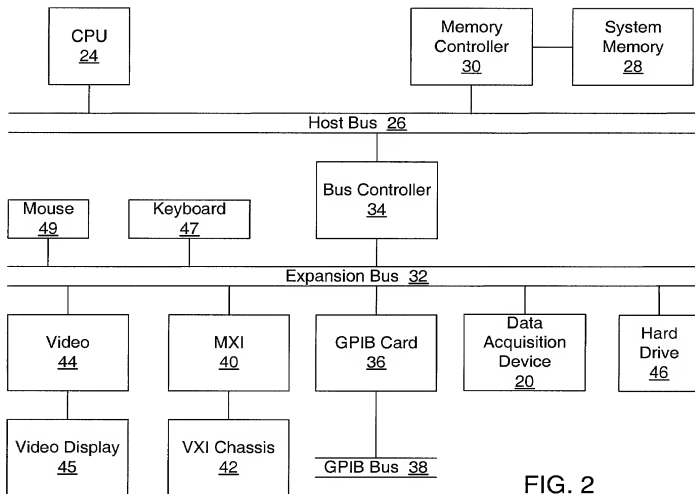 CPU
24
Memory
Controller
30
System
Memory
28
Host Bus 26
Bus Controller
34
Mouse
49
Keyboard
47
Expansion Bus 32
Video
44
MXI
40
GPIB Card
36
Data
Acquisition
Device
20
Hard
Drive
46
Video Display
45
VXI Chassis
42
GPIB Bus 38
FIG. 2